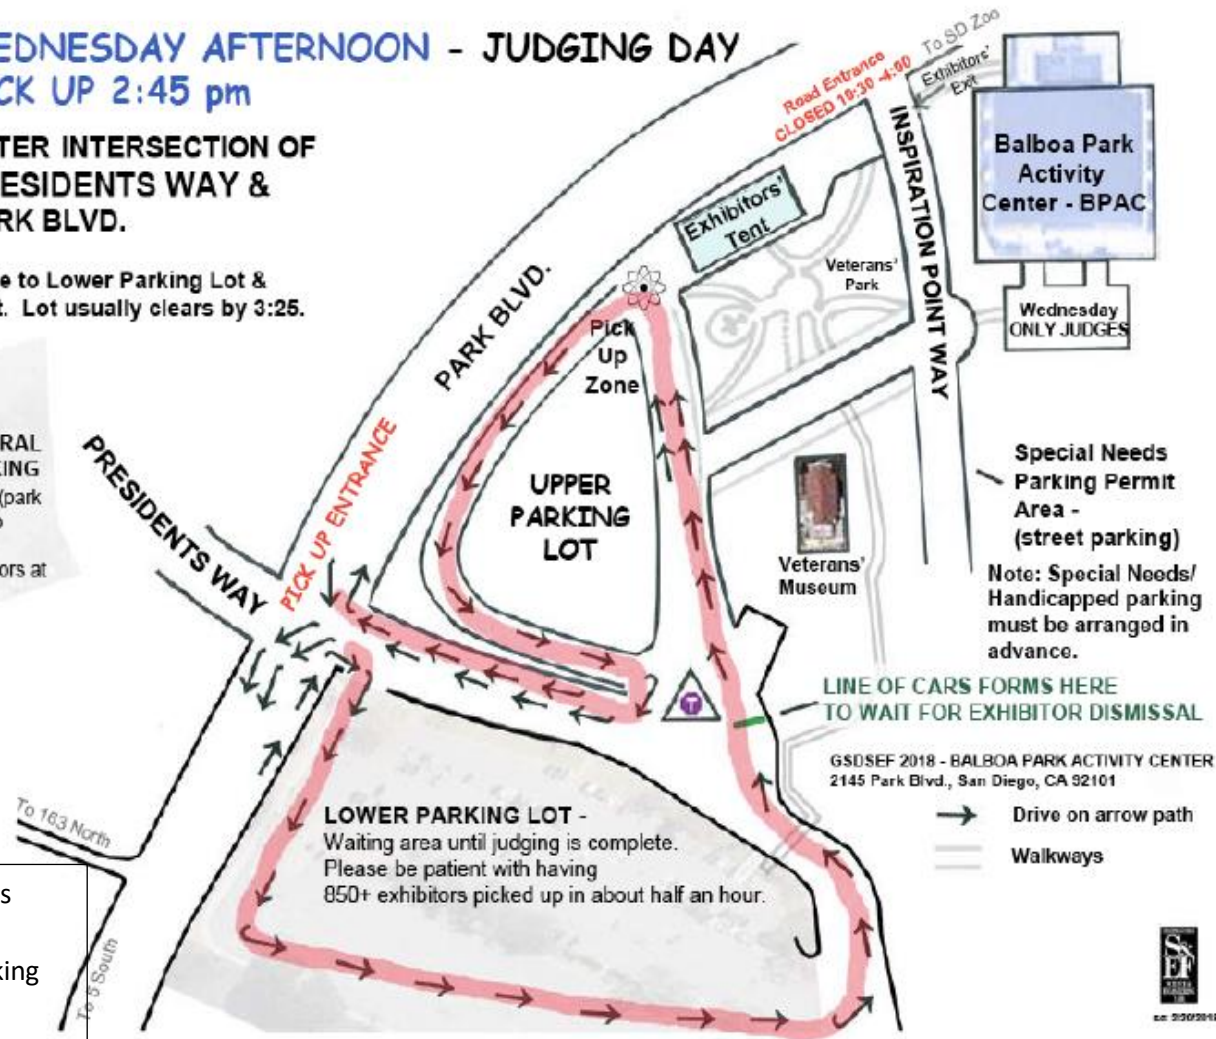 EDNESDAY AFTERNOON - JUDGING DAY
CK UP 2:45 pm
TER INTERSECTION OF
ESIDENTS WAY &
RK BLVD.
e to Lower Parking Lot &
t. Lot usually clears by 3:25.
RAL
KING
(park
ors at
PRESIDENTS WAY
PICK UP ENTRANCE
PARK BLVD.
Road Entrance
CLOSED 10:30 -4:00
To SD Zoo
Exhibitors'
Exit
INSPIRATION POINT WAY
Balboa Park
Activity
Center - BPAC
Wednesday
ONLY JUDGES
Exhibitors'
Tent
Veterans'
Park
Pick
Up
Zone
UPPER
PARKING
LOT
Veterans'
Museum
Special Needs
Parking Permit
Area -
(street parking)
Note: Special Needs/
Handicapped parking
must be arranged in
advance.
T
LINE OF CARS FORMS HERE
TO WAIT FOR EXHIBITOR DISMISSAL
GSDSEF 2018 - BALBOA PARK ACTIVITY CENTER
2145 Park Blvd., San Diego, CA 92101
Drive on arrow path
Walkways
LOWER PARKING LOT -
Waiting area until judging is complete.
Please be patient with having
850+ exhibitors picked up in about half an hour.
To 163 North
s
king
To 5 South